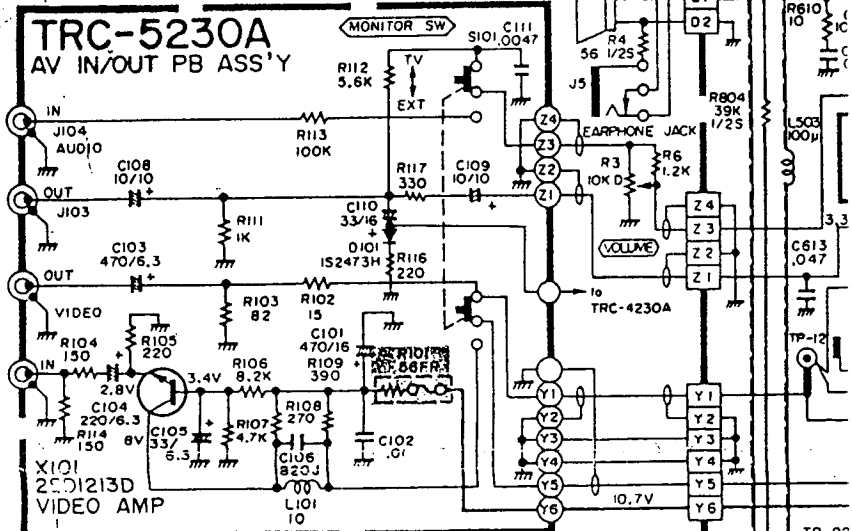 TRC-5230A
AV IN/OUT PB ASS'Y
MONITOR SW
S101
C111
.0047
R112
5.6K
TV
EXT
IN
J104
AUDIO
R113
100K
OUT
J103
C108
10/10
+
R117
330
C109
10/10
+
R111
1K
C110
33/16
+
D101
1S2473H
R116
220
OUT
VIDEO
C103
470/6.3
+
R103
82
R102
15
C101
470/16
+
R109
390
R101
56FR
R105
220
R104
150
IN
2.8V
C104
220/6.3
+
R114
150
8V
3.4V
R106
8.2K
C105
33/
6.3
+
R107
4.7K
R108
270
C106
820J
L101
10
C102
.01
X101
2SD1213D
VIDEO AMP
Z4
Z3
Z2
Z1
to
TRC-4230A
Y1
Y2
Y3
Y4
Y5
Y6
10.7V
D2
R4
56 1/2S
J5
EARPHONE JACK
R3
10K D
R6
1.2K
VOLUME
R804
39K
1/2S
Z4
Z3
Z2
Z1
Y1
Y2
Y3
Y4
Y5
Y6
R610
10
L503
100μ
3.3
C613
.047
TP-12